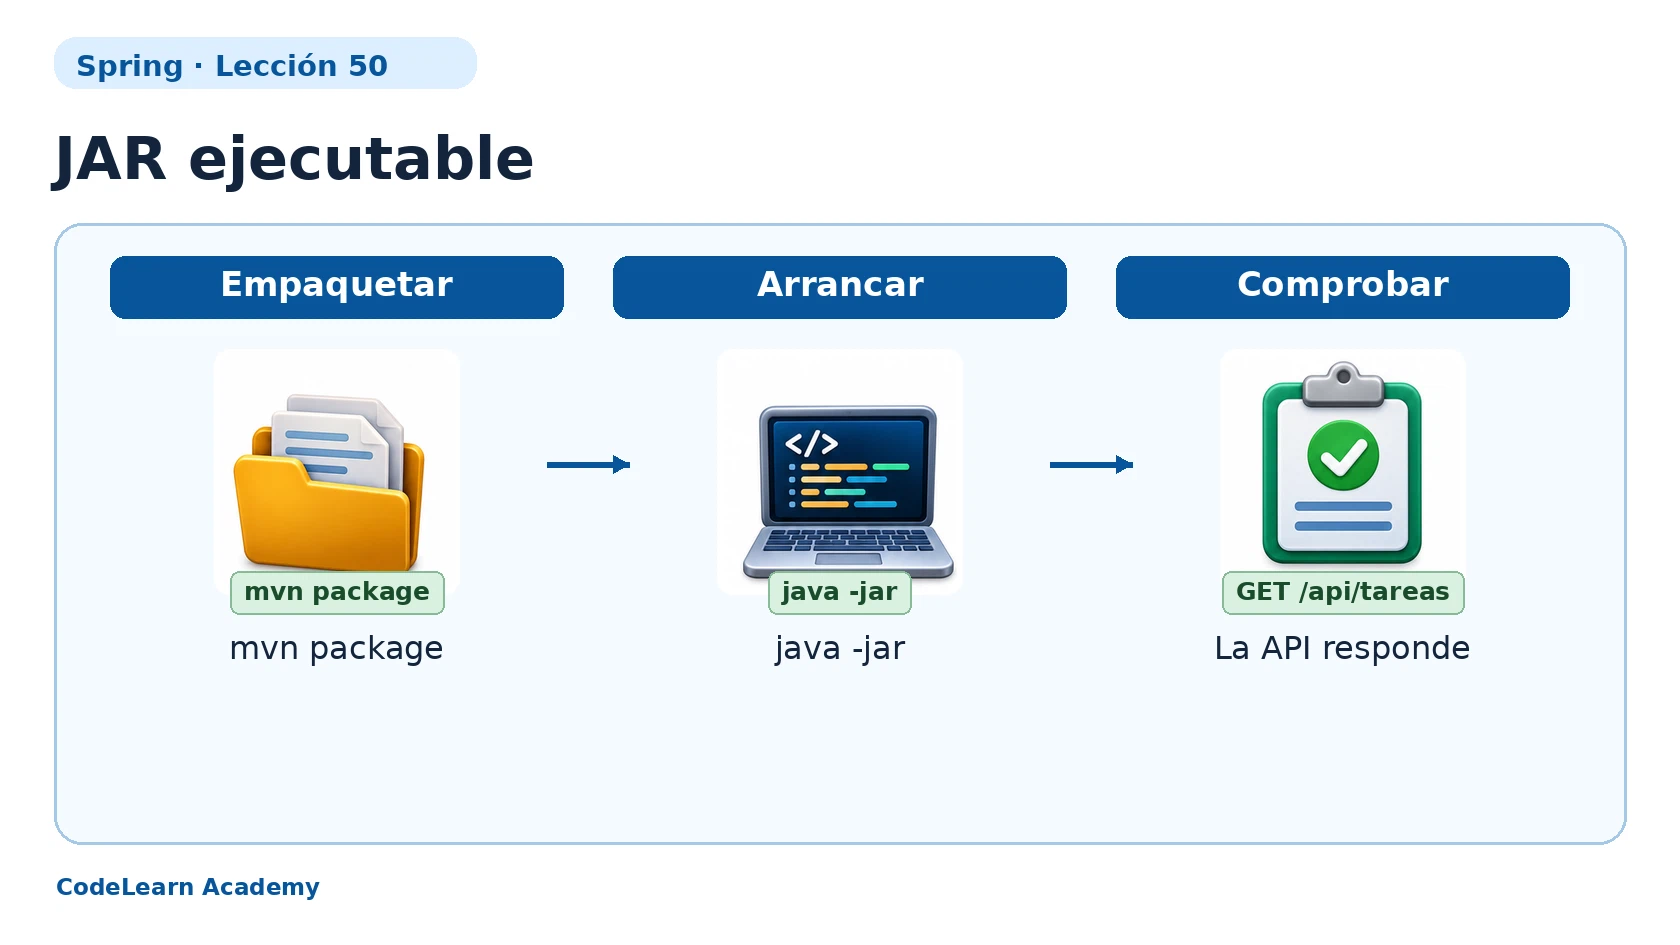 Spring · Lección 50
JAR ejecutable
Empaquetar
Arrancar
Comprobar
</>
mvn package
java -jar
GET /api/tareas
mvn package
java -jar
La API responde
CodeLearn Academy